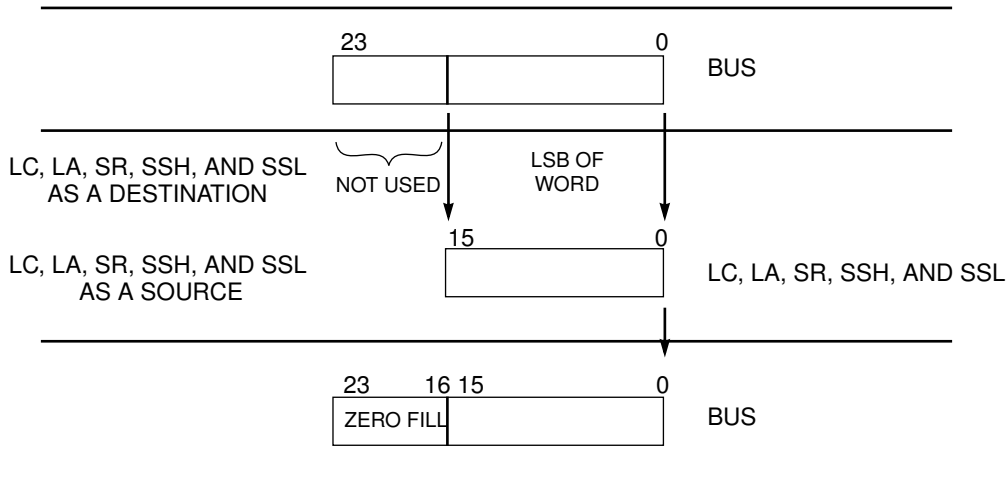 23 0
BUS
LC, LA, SR, SSH, AND SSL
AS A DESTINATION
NOT USED
LSB OF
WORD
15 0
LC, LA, SR, SSH, AND SSL
AS A SOURCE
LC, LA, SR, SSH, AND SSL
23 16 15 0
ZERO FILL
BUS